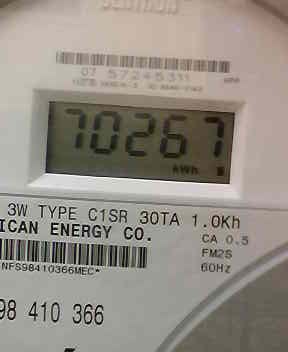 CENTRON
07 57245311
70267
kWh
3W TYPE C1SR 30TA 1.0Kh
ICAN ENERGY CO.
CA 0.5
FM2S
NFS98410366MEC*
60Hz
98 410 366